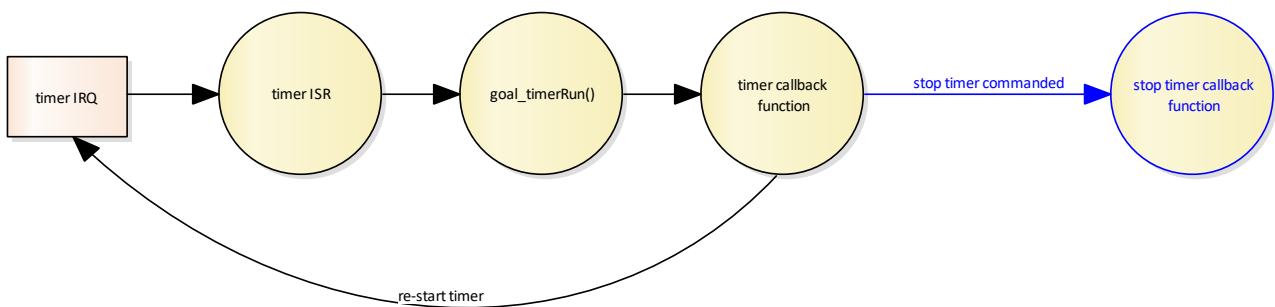 timer IRQ
timer ISR
goal_timerRun()
timer callback
function
stop timer commanded
stop timer callback
function
re-start timer